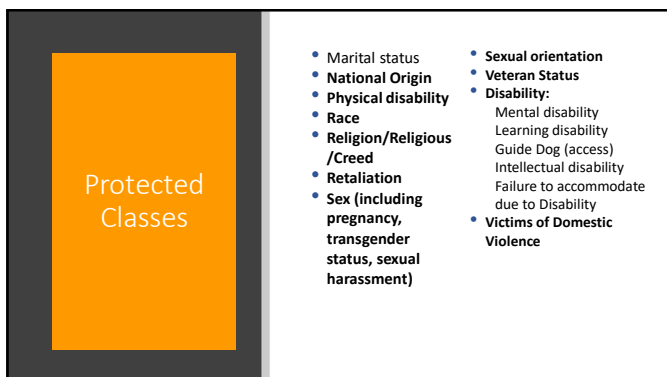 Protected
Classes
• Marital status
• National Origin
• Physical disability
• Race
• Religion/Religious
/Creed
• Retaliation
• Sex (including
pregnancy,
transgender
status, sexual
harassment)
• Sexual orientation
• Veteran Status
• Disability:
Mental disability
Learning disability
Guide Dog (access)
Intellectual disability
Failure to accommodate
due to Disability
• Victims of Domestic
Violence